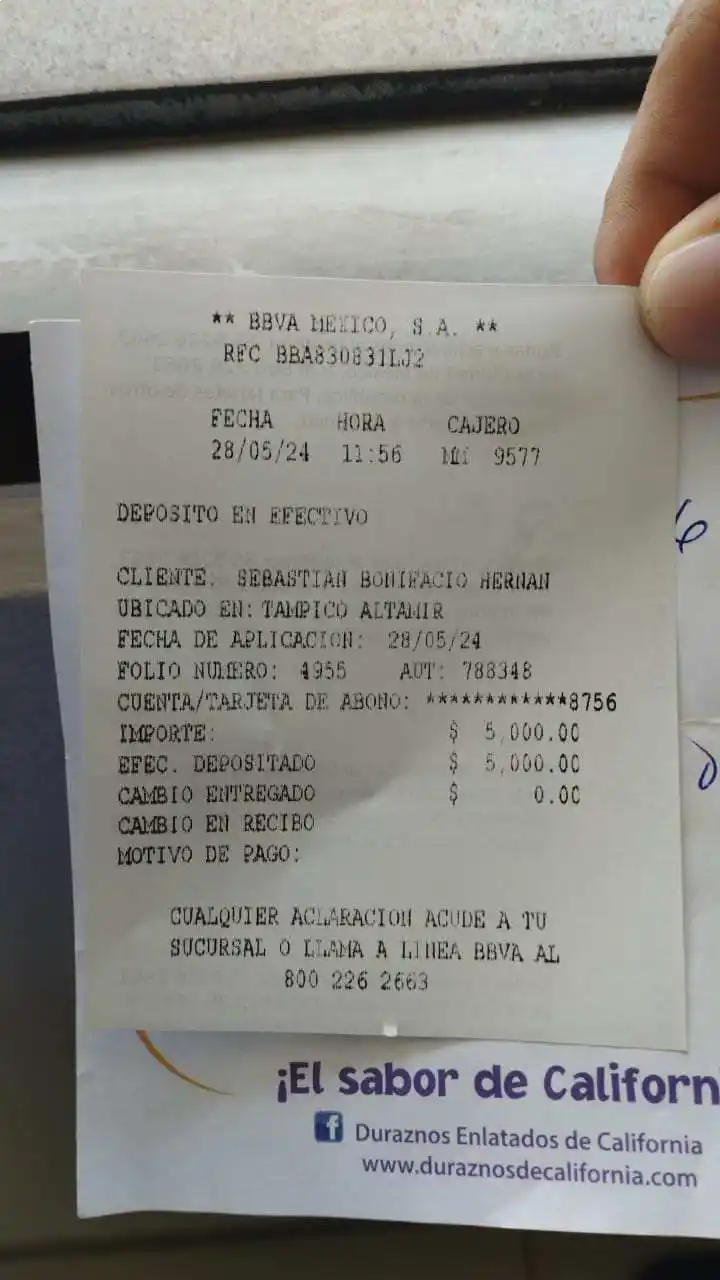 ** BBVA MEXICO, S.A. **
RFC BBA830831LJ2
FECHA HORA CAJERO
28/05/24 11:56 MM 9577
DEPOSITO EN EFECTIVO
CLIENTE: SEBASTIAN BONIFACIO HERNAN
UBICADO EN: TAMPICO ALTAMIR
FECHA DE APLICACION: 28/05/24
FOLIO NUMERO: 4955 AUT: 788348
CUENTA/TARJETA DE ABONO: ************8756
IMPORTE: $ 5,000.00
EFEC. DEPOSITADO $ 5,000.00
CAMBIO ENTREGADO $ 0.00
CAMBIO EN RECIBO
MOTIVO DE PAGO:
CUALQUIER ACLARACION ACUDE A TU
SUCURSAL O LLAMA A LINEA BBVA AL
800 226 2663
¡El sabor de Californ
f Duraznos Enlatados de California
www.duraznosdecalifornia.com